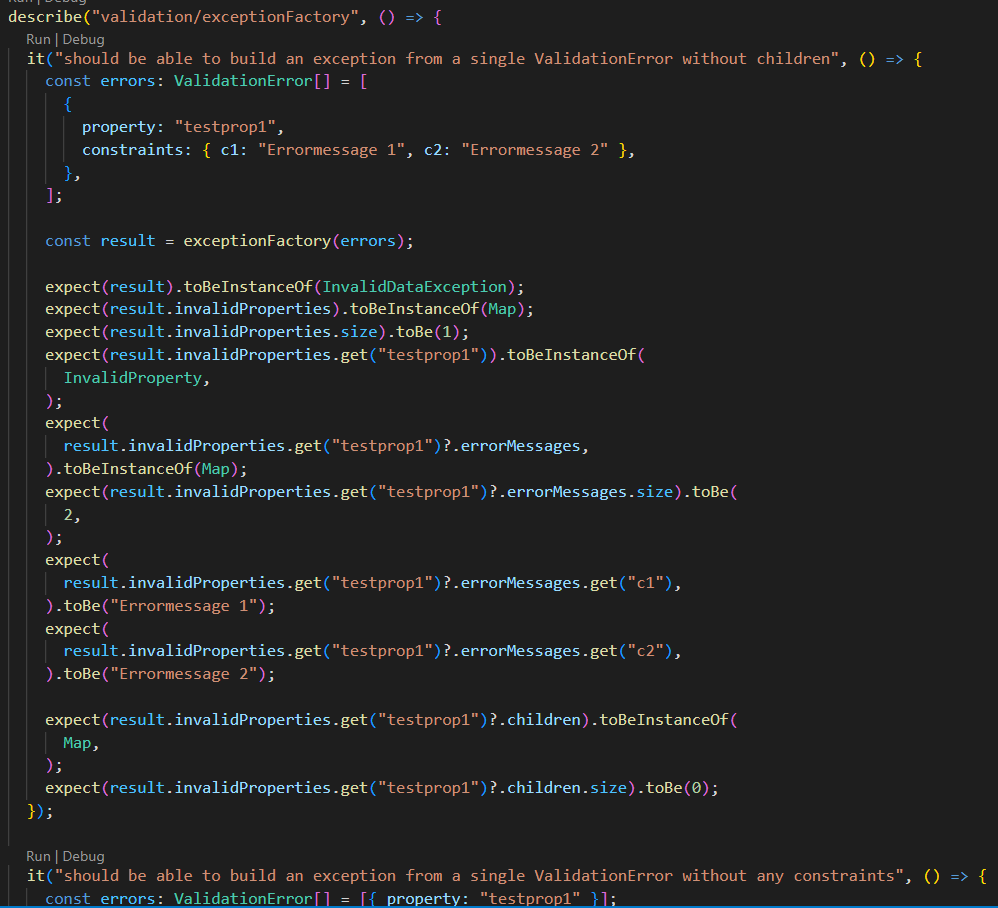 Run | Debug
describe("validation/exceptionFactory", () => {
Run | Debug
it("should be able to build an exception from a single ValidationError without children", () => {
const errors: ValidationError[] = [
{
property: "testprop1",
constraints: { c1: "Errormessage 1", c2: "Errormessage 2" },
},
];
const result = exceptionFactory(errors);
expect(result).toBeInstanceOf(InvalidDataException);
expect(result.invalidProperties).toBeInstanceOf(Map);
expect(result.invalidProperties.size).toBe(1);
expect(result.invalidProperties.get("testprop1")).toBeInstanceOf(
InvalidProperty,
);
expect(
result.invalidProperties.get("testprop1")?.errorMessages,
).toBeInstanceOf(Map);
expect(result.invalidProperties.get("testprop1")?.errorMessages.size).toBe(
2,
);
expect(
result.invalidProperties.get("testprop1")?.errorMessages.get("c1"),
).toBe("Errormessage 1");
expect(
result.invalidProperties.get("testprop1")?.errorMessages.get("c2"),
).toBe("Errormessage 2");
expect(result.invalidProperties.get("testprop1")?.children).toBeInstanceOf(
Map,
);
expect(result.invalidProperties.get("testprop1")?.children.size).toBe(0);
});
Run | Debug
it("should be able to build an exception from a single ValidationError without any constraints", () => {
const errors: ValidationError[] = [{ property: "testprop1" }];